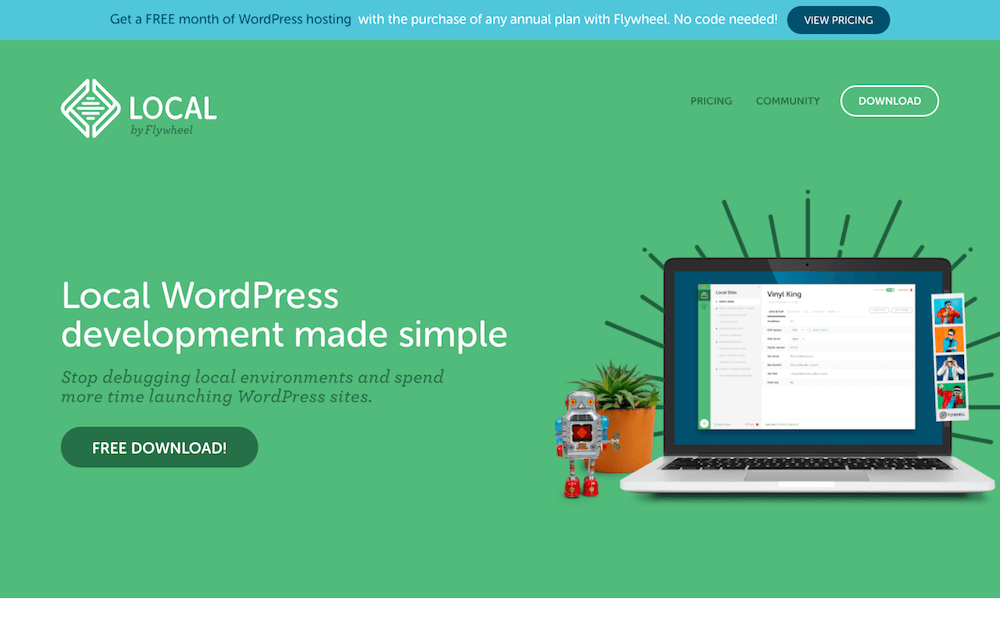 Get a FREE month of WordPress hosting with the purchase of any annual plan with Flywheel. No code needed! VIEW PRICING
LOCAL
by Flywheel
PRICING COMMUNITY DOWNLOAD
Local WordPress
development made simple
Stop debugging local environments and spend
more time launching WordPress sites.
FREE DOWNLOAD!
Local Sites
Vinyl King